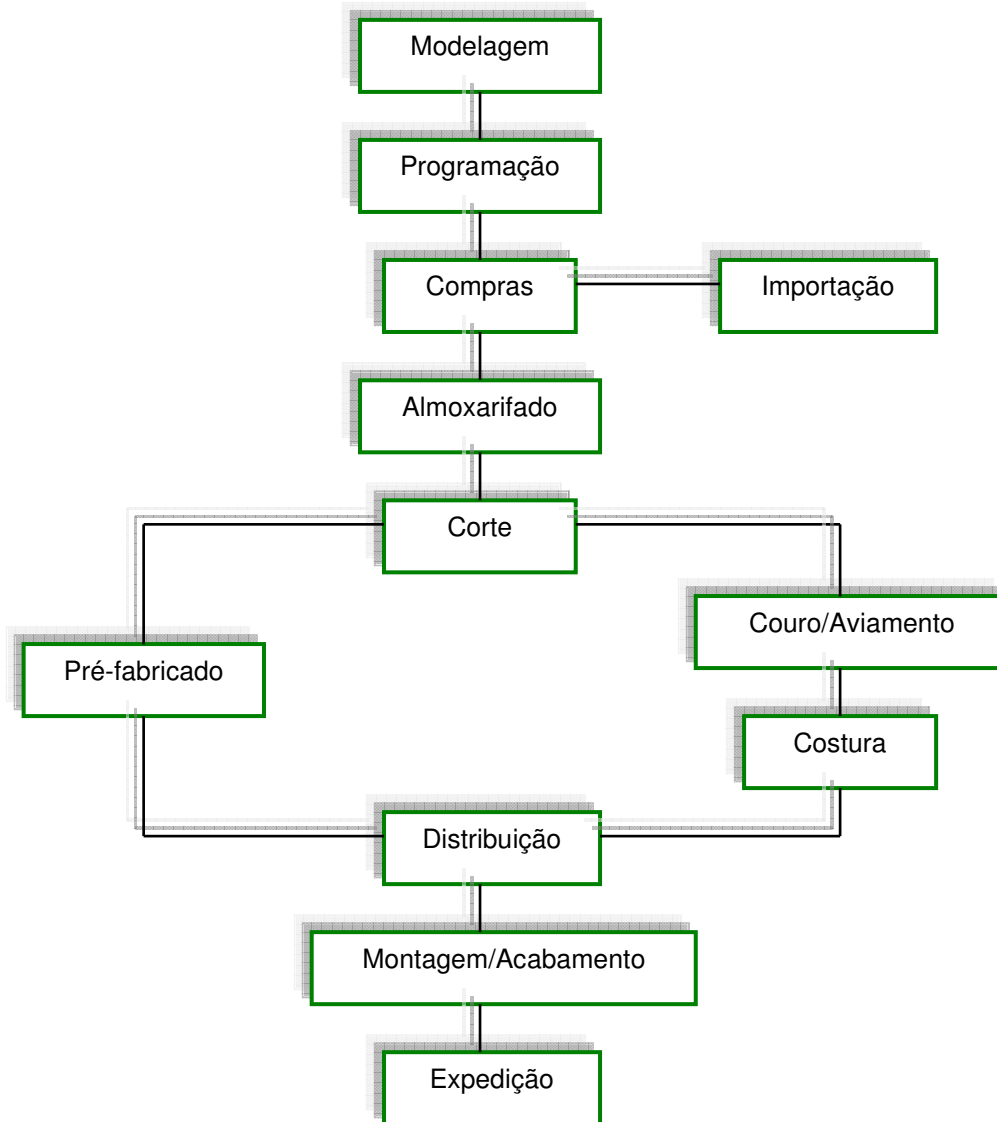 Modelagem
Programação
Compras
Importação
Almoxarifado
Corte
Couro/Aviamento
Pré-fabricado
Costura
Distribuição
Montagem/Acabamento
Expedição